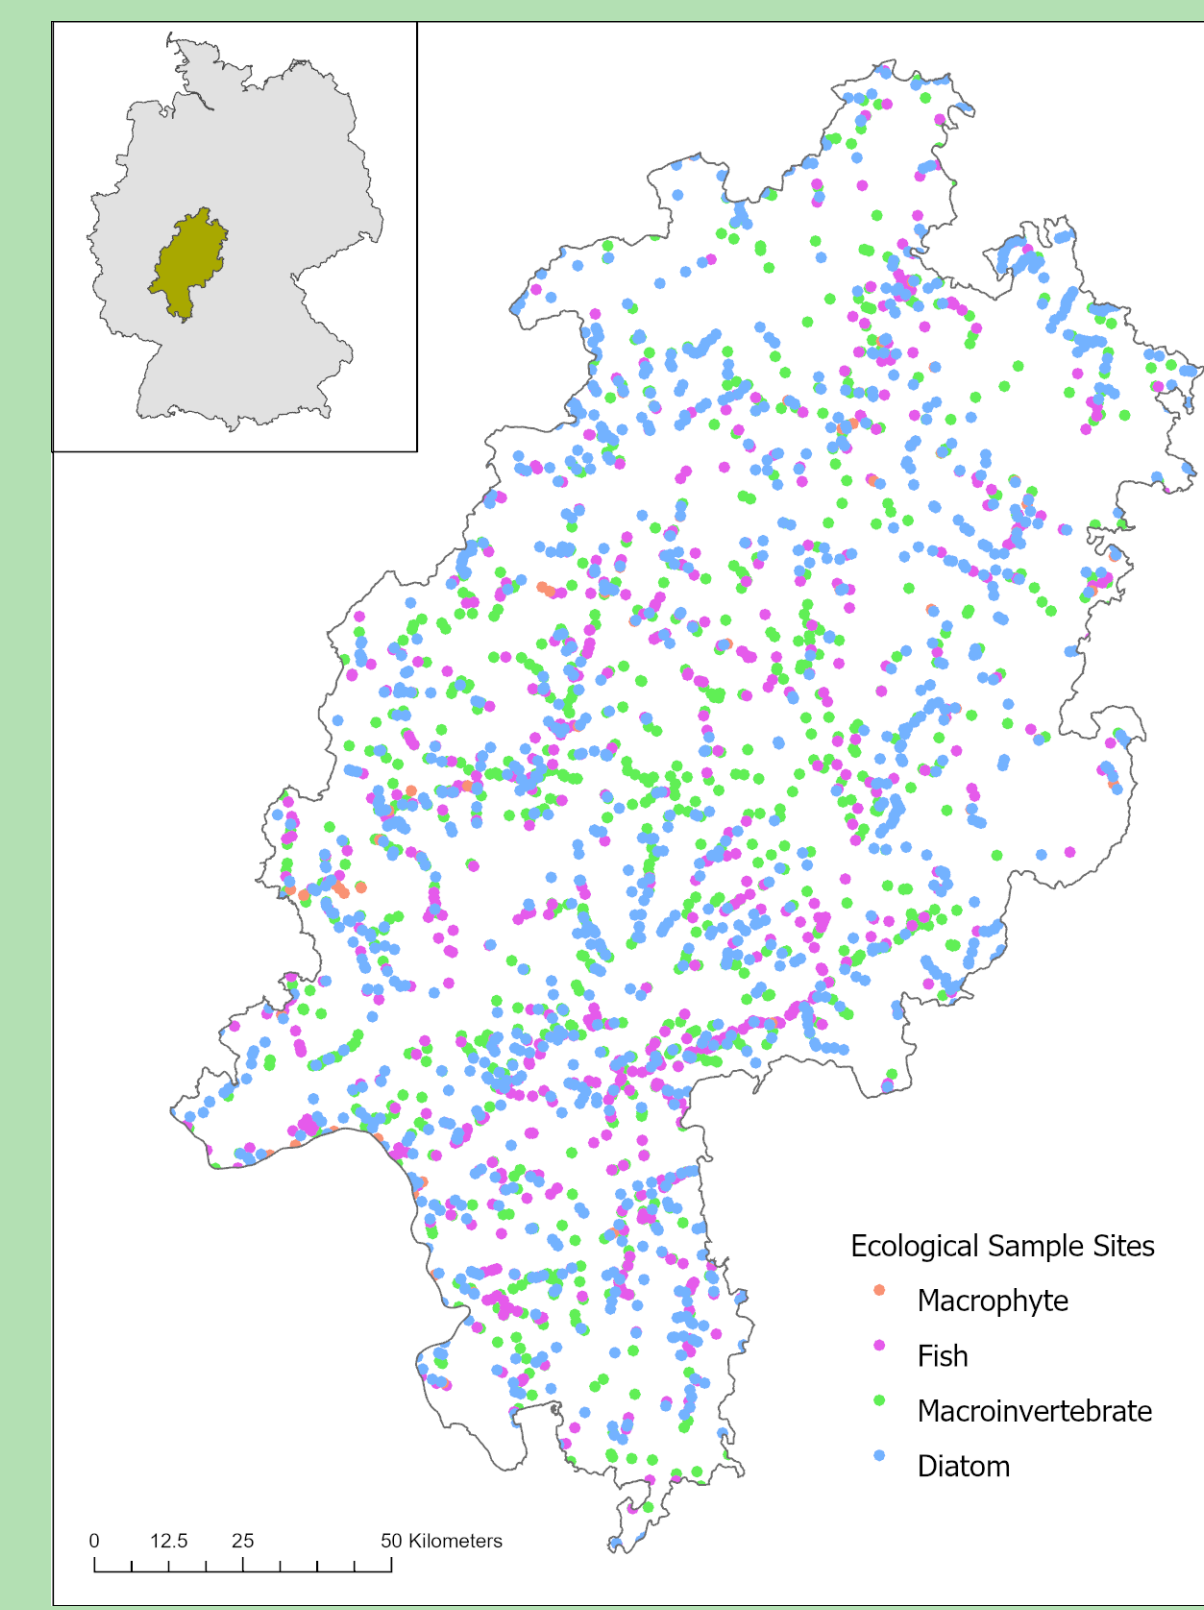 Ecological Sample Sites
Macrophyte
Fish
Macroinvertebrate
Diatom
0 12.5 25 50 Kilometers